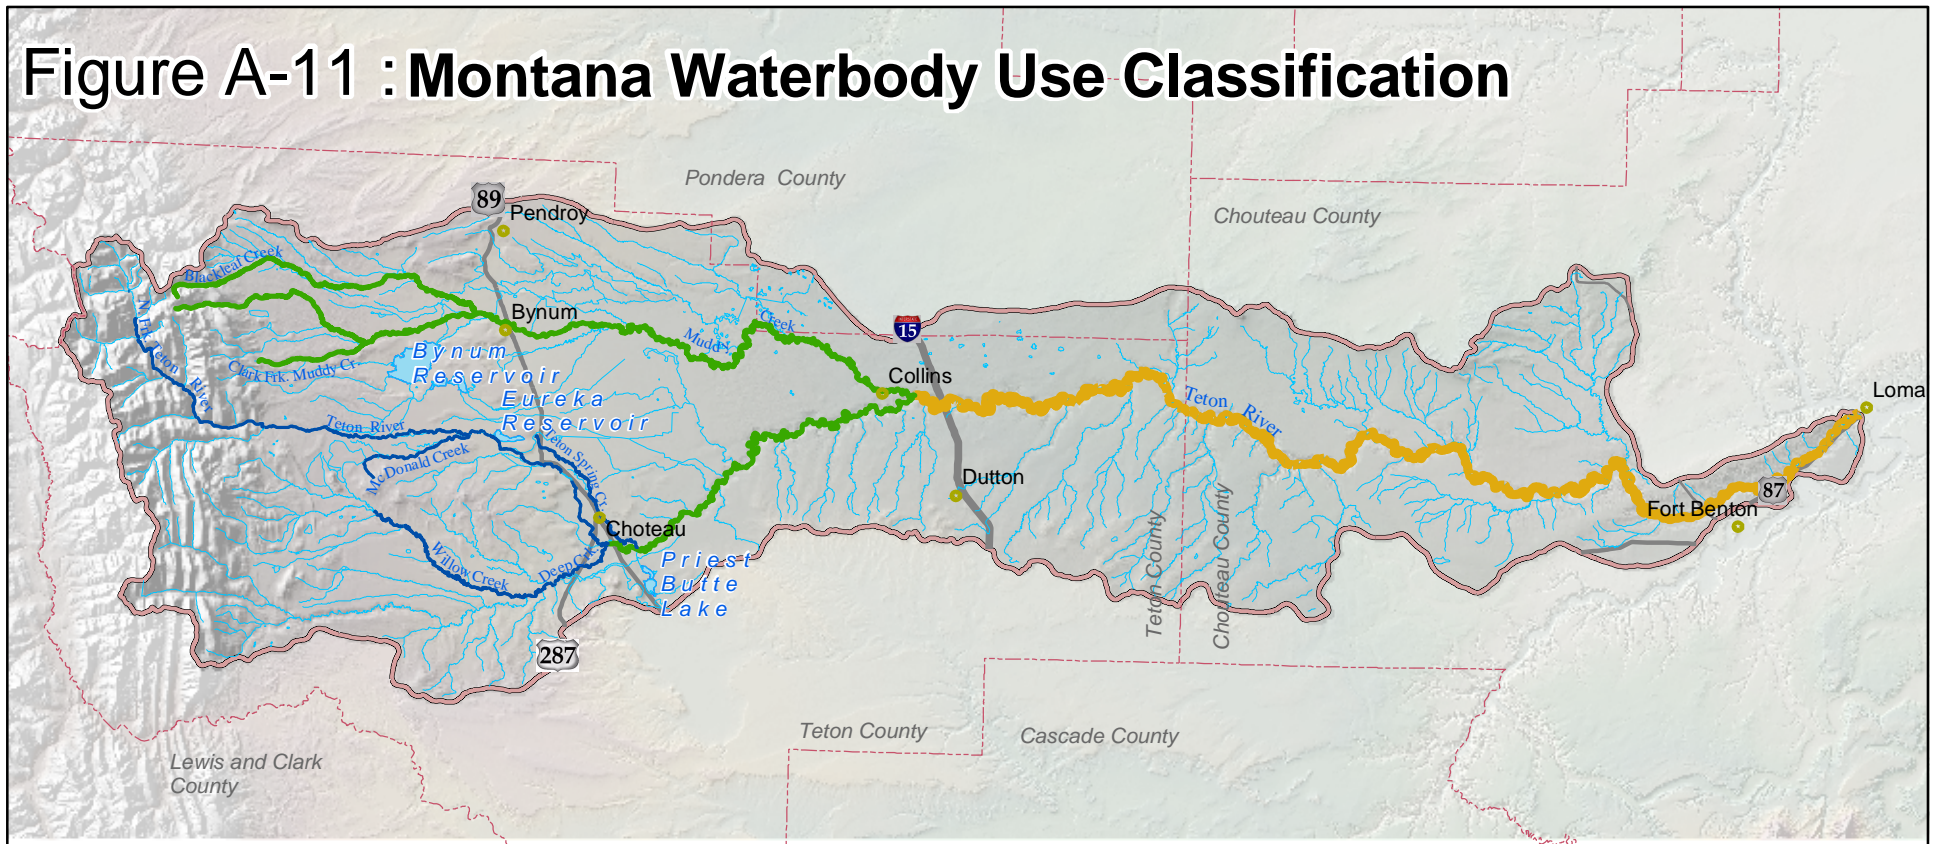 Figure A-11 : Montana Waterbody Use Classification
Pondera County
Chouteau County
89
Pendroy
Blackleaf Creek
N. Frk. Teton River
Bynum
Muddy Creek
15
Clark Frk. Muddy Cr.
Bynum
Reservoir
Eureka
Reservoir
Collins
Teton River
Loma
Teton River
McDonald Creek
Teton Spring Cr.
Dutton
87
Fort Benton
Choteau
Willow Creek
Deep Crk.
Priest
Butte
Lake
Teton County
Chouteau County
287
Teton County
Cascade County
Lewis and Clark
County